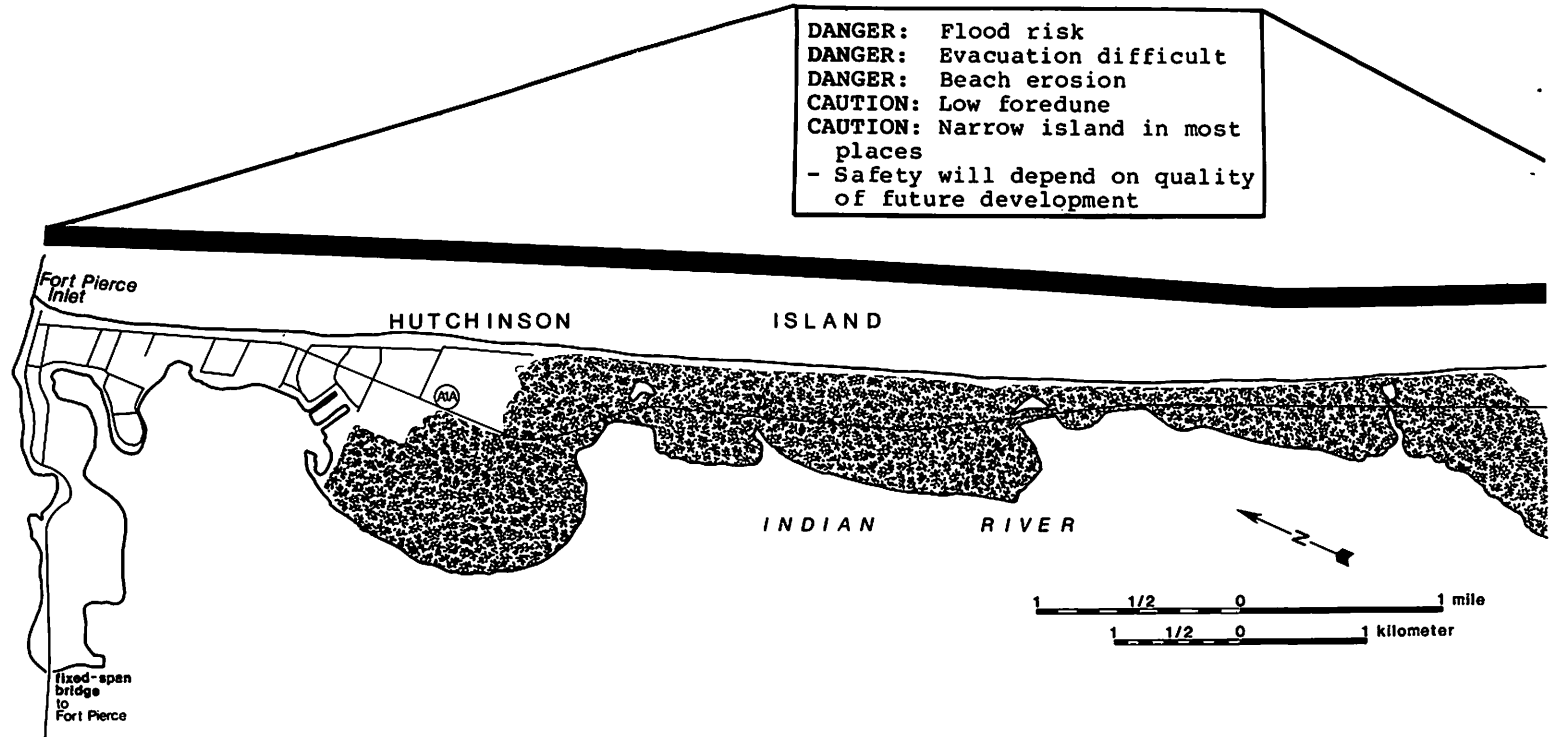 DANGER: Flood risk
DANGER: Evacuation difficult
DANGER: Beach erosion
CAUTION: Low foredune
CAUTION: Narrow island in most
places
- Safety will depend on quality
of future development
Fort Pierce
Inlet
HUTCHINSON ISLAND
A1A
INDIAN RIVER
N
1 1/2 0 1 mile
1 1/2 0 1 kilometer
fixed-span
bridge
to
Fort Pierce